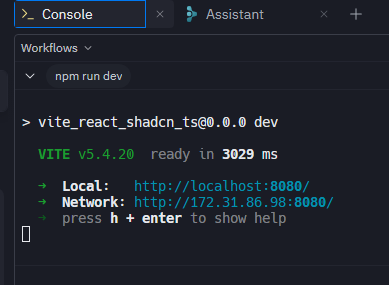 >_ Console × Assistant × +
Workflows
npm run dev
> vite_react_shadcn_ts@0.0.0 dev
VITE v5.4.20 ready in 3029 ms
➜ Local: http://localhost:8080/
➜ Network: http://172.31.86.98:8080/
➜ press h + enter to show help